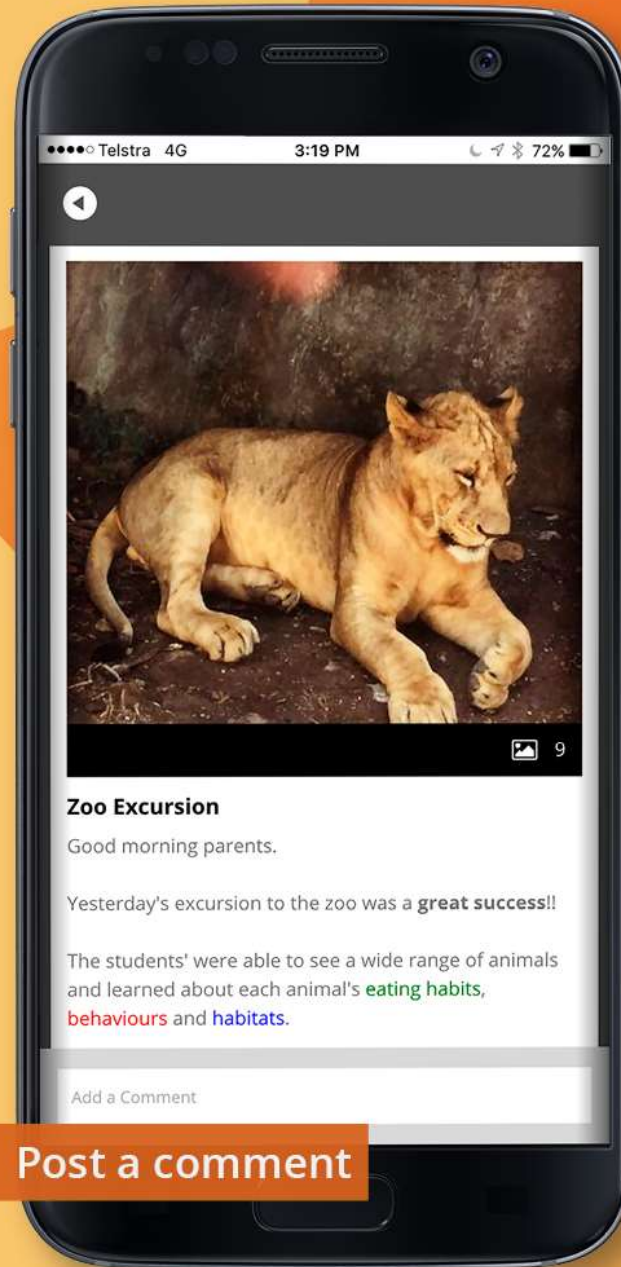 Telstra 4G 3:19 PM 72%
9
Zoo Excursion
Good morning parents.
Yesterday's excursion to the zoo was a great success!!
The students' were able to see a wide range of animals
and learned about each animal's eating habits,
behaviours and habitats.
Add a Comment
Post a comment